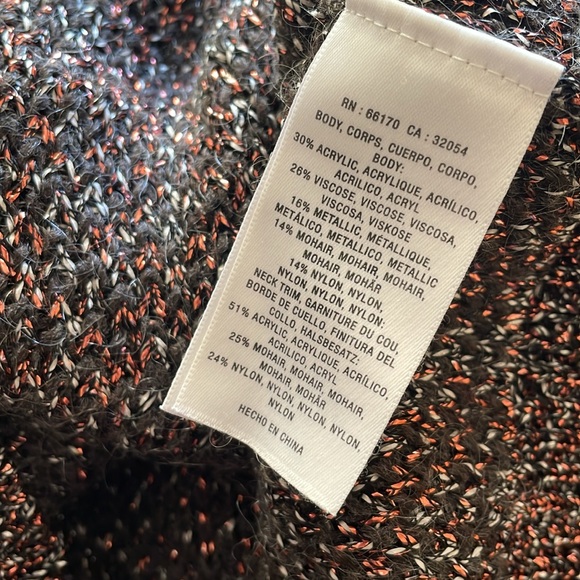 RN : 66170 CA : 32054
BODY, CORPS, CUERPO, CORPO,
BODY:
30% ACRYLIC, ACRYLIQUE, ACRÍLICO,
ACRILICO, ACRYL
26% VISCOSE, VISCOSE, VISCOSA,
VISCOSA, VISKOSE
16% METALLIC, METALLIQUE,
METÁLICO, METALLICO, METALLIC
14% MOHAIR, MOHAIR, MOHAIR,
MOHAIR, MOHÄR
14% NYLON, NYLON,
NYLON, NYLON, NYLON:
NECK TRIM, GARNITURE DU COU,
BORDE DE CUELLO, FINITURA DEL
COLLO, HALSBESATZ:
51% ACRYLIC, ACRYLIQUE, ACRÍLICO,
ACRILICO, ACRYL
25% MOHAIR, MOHAIR, MOHAIR,
MOHAIR, MOHÄR
24% NYLON, NYLON, NYLON, NYLON,
NYLON
HECHO EN CHINA